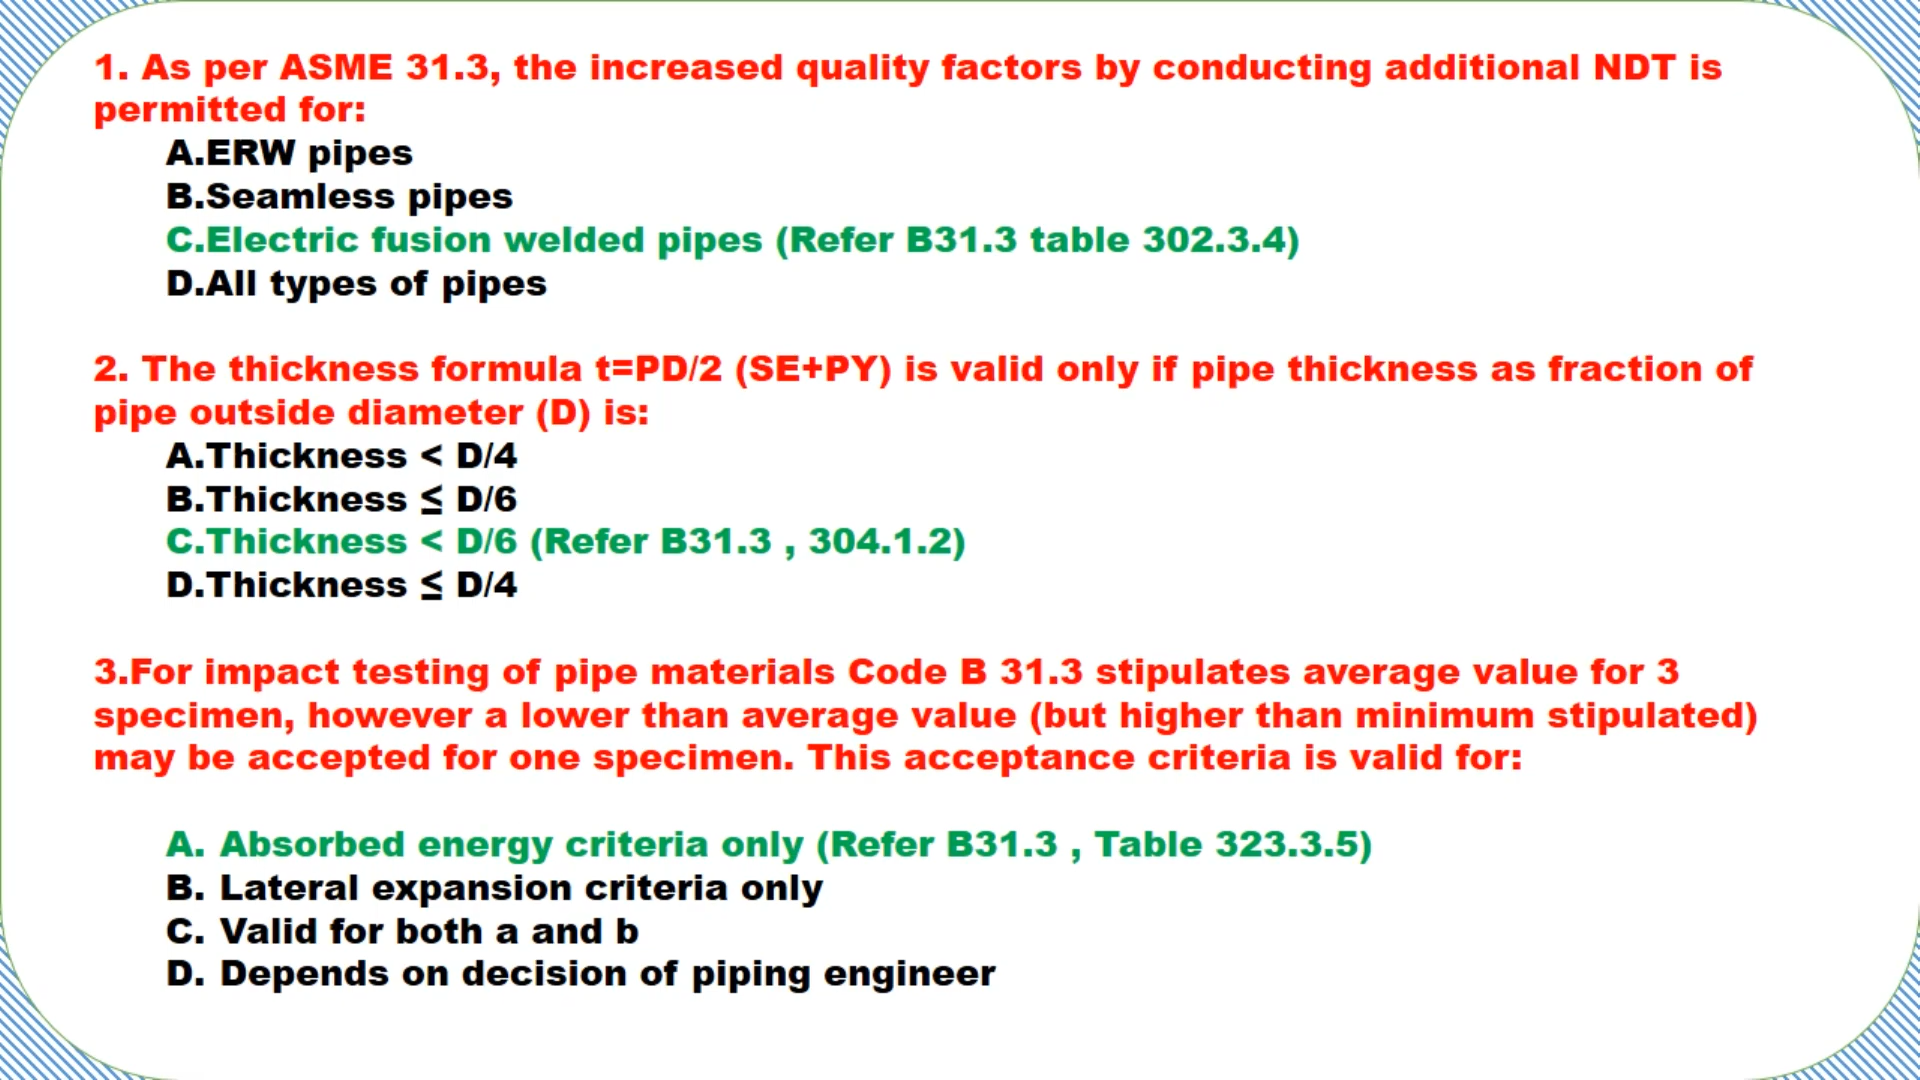 1. As per ASME 31.3, the increased quality factors by conducting additional NDT is
permitted for:
A.ERW pipes
B.Seamless pipes
C.Electric fusion welded pipes (Refer B31.3 table 302.3.4)
D.All types of pipes
2. The thickness formula t=PD/2 (SE+PY) is valid only if pipe thickness as fraction of
pipe outside diameter (D) is:
A.Thickness < D/4
B.Thickness ≤ D/6
C.Thickness < D/6 (Refer B31.3 , 304.1.2)
D.Thickness ≤ D/4
3.For impact testing of pipe materials Code B 31.3 stipulates average value for 3
specimen, however a lower than average value (but higher than minimum stipulated)
may be accepted for one specimen. This acceptance criteria is valid for:
A. Absorbed energy criteria only (Refer B31.3 , Table 323.3.5)
B. Lateral expansion criteria only
C. Valid for both a and b
D. Depends on decision of piping engineer